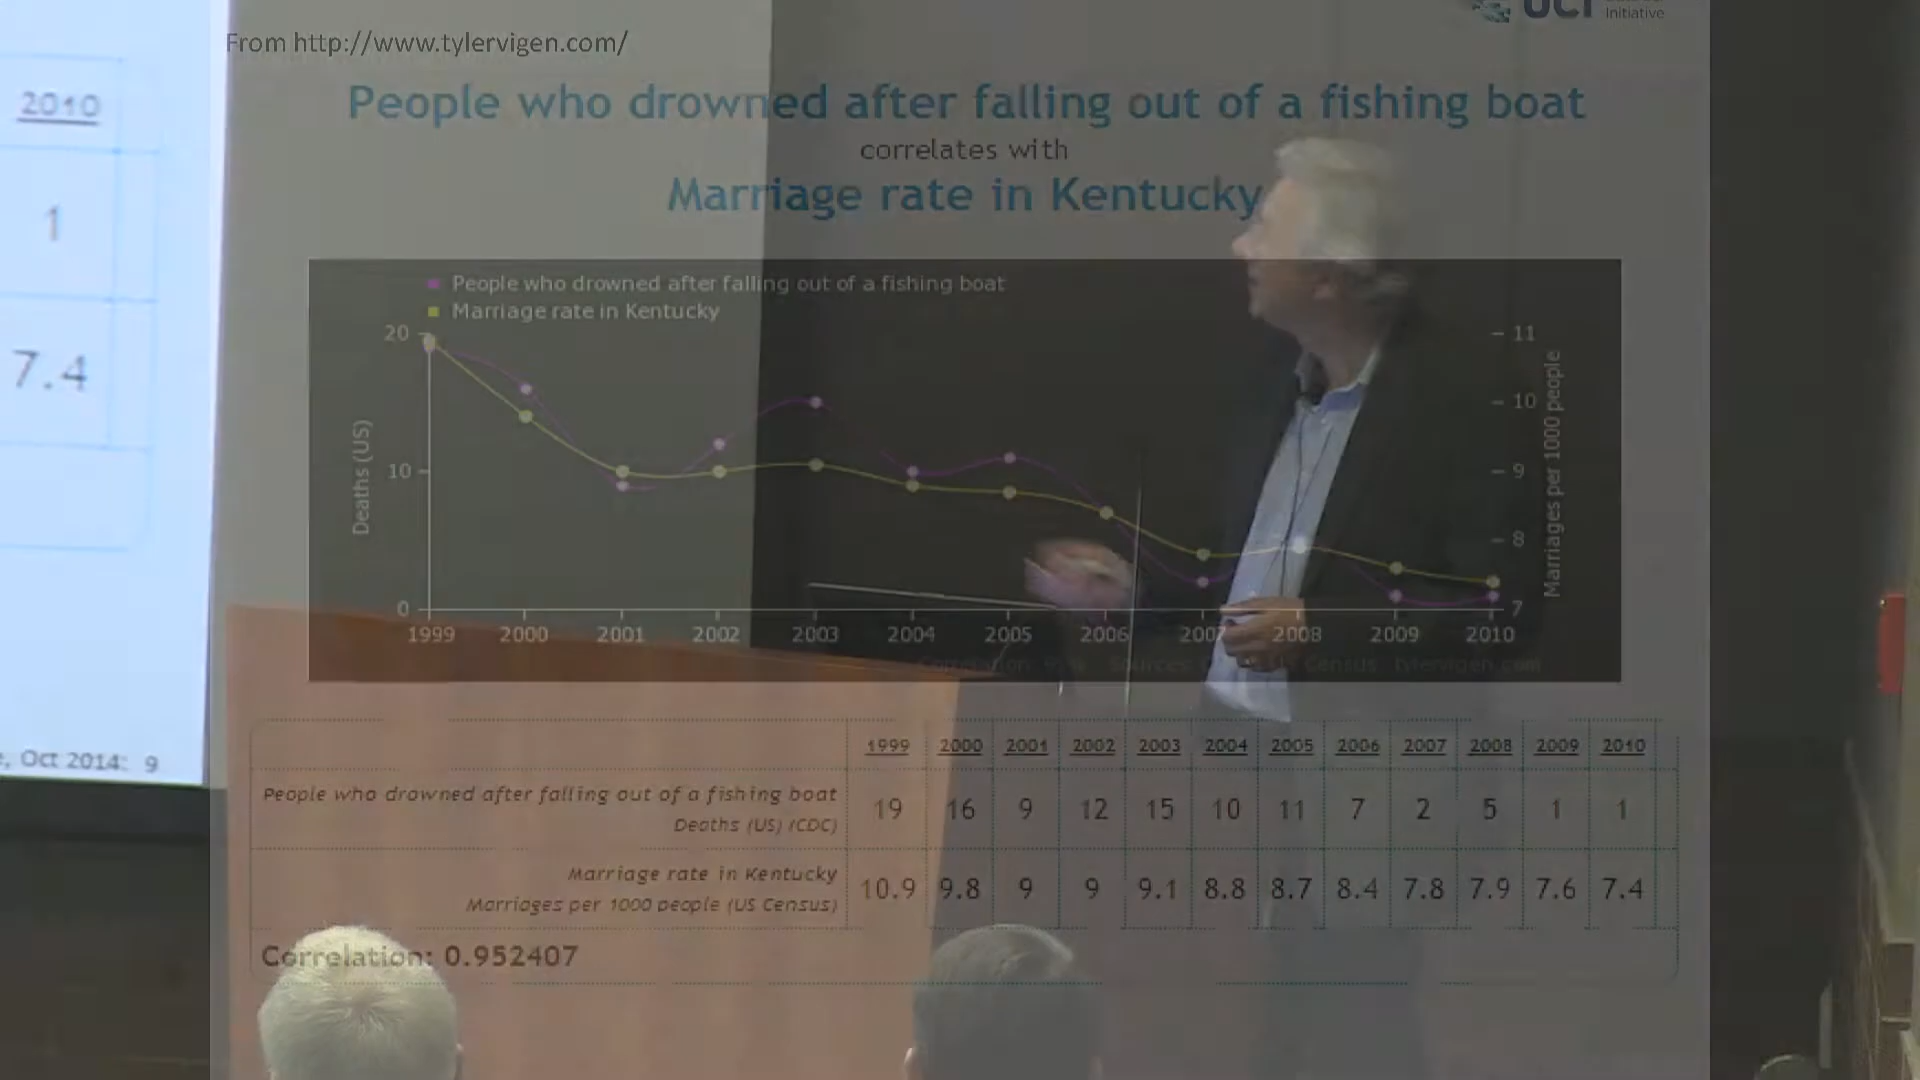 From http://www.tylervigen.com/
UCI
Initiative
People who drowned after falling out of a fishing boat
correlates with
Marriage rate in Kentucky
People who drowned after falling out of a fishing boat
Marriage rate in Kentucky
20
10
0
Deaths (US)
11
10
9
8
7
Marriages per 1000 people
1999 2000 2001 2002 2003 2004 2005 2006 2007 2008 2009 2010
Correlation: Sources: Census tylervigen.com
1999 2000 2001 2002 2003 2004 2005 2006 2007 2008 2009 2010
People who drowned after falling out of a fishing boat
Deaths (US) (CDC)
19 16 9 12 15 10 11 7 2 5 1 1
Marriage rate in Kentucky
Marriages per 1000 people (US Census)
10.9 9.8 9 9 9.1 8.8 8.7 8.4 7.8 7.9 7.6 7.4
Correlation: 0.952407
2010
1
7.4
, Oct 2014: 9